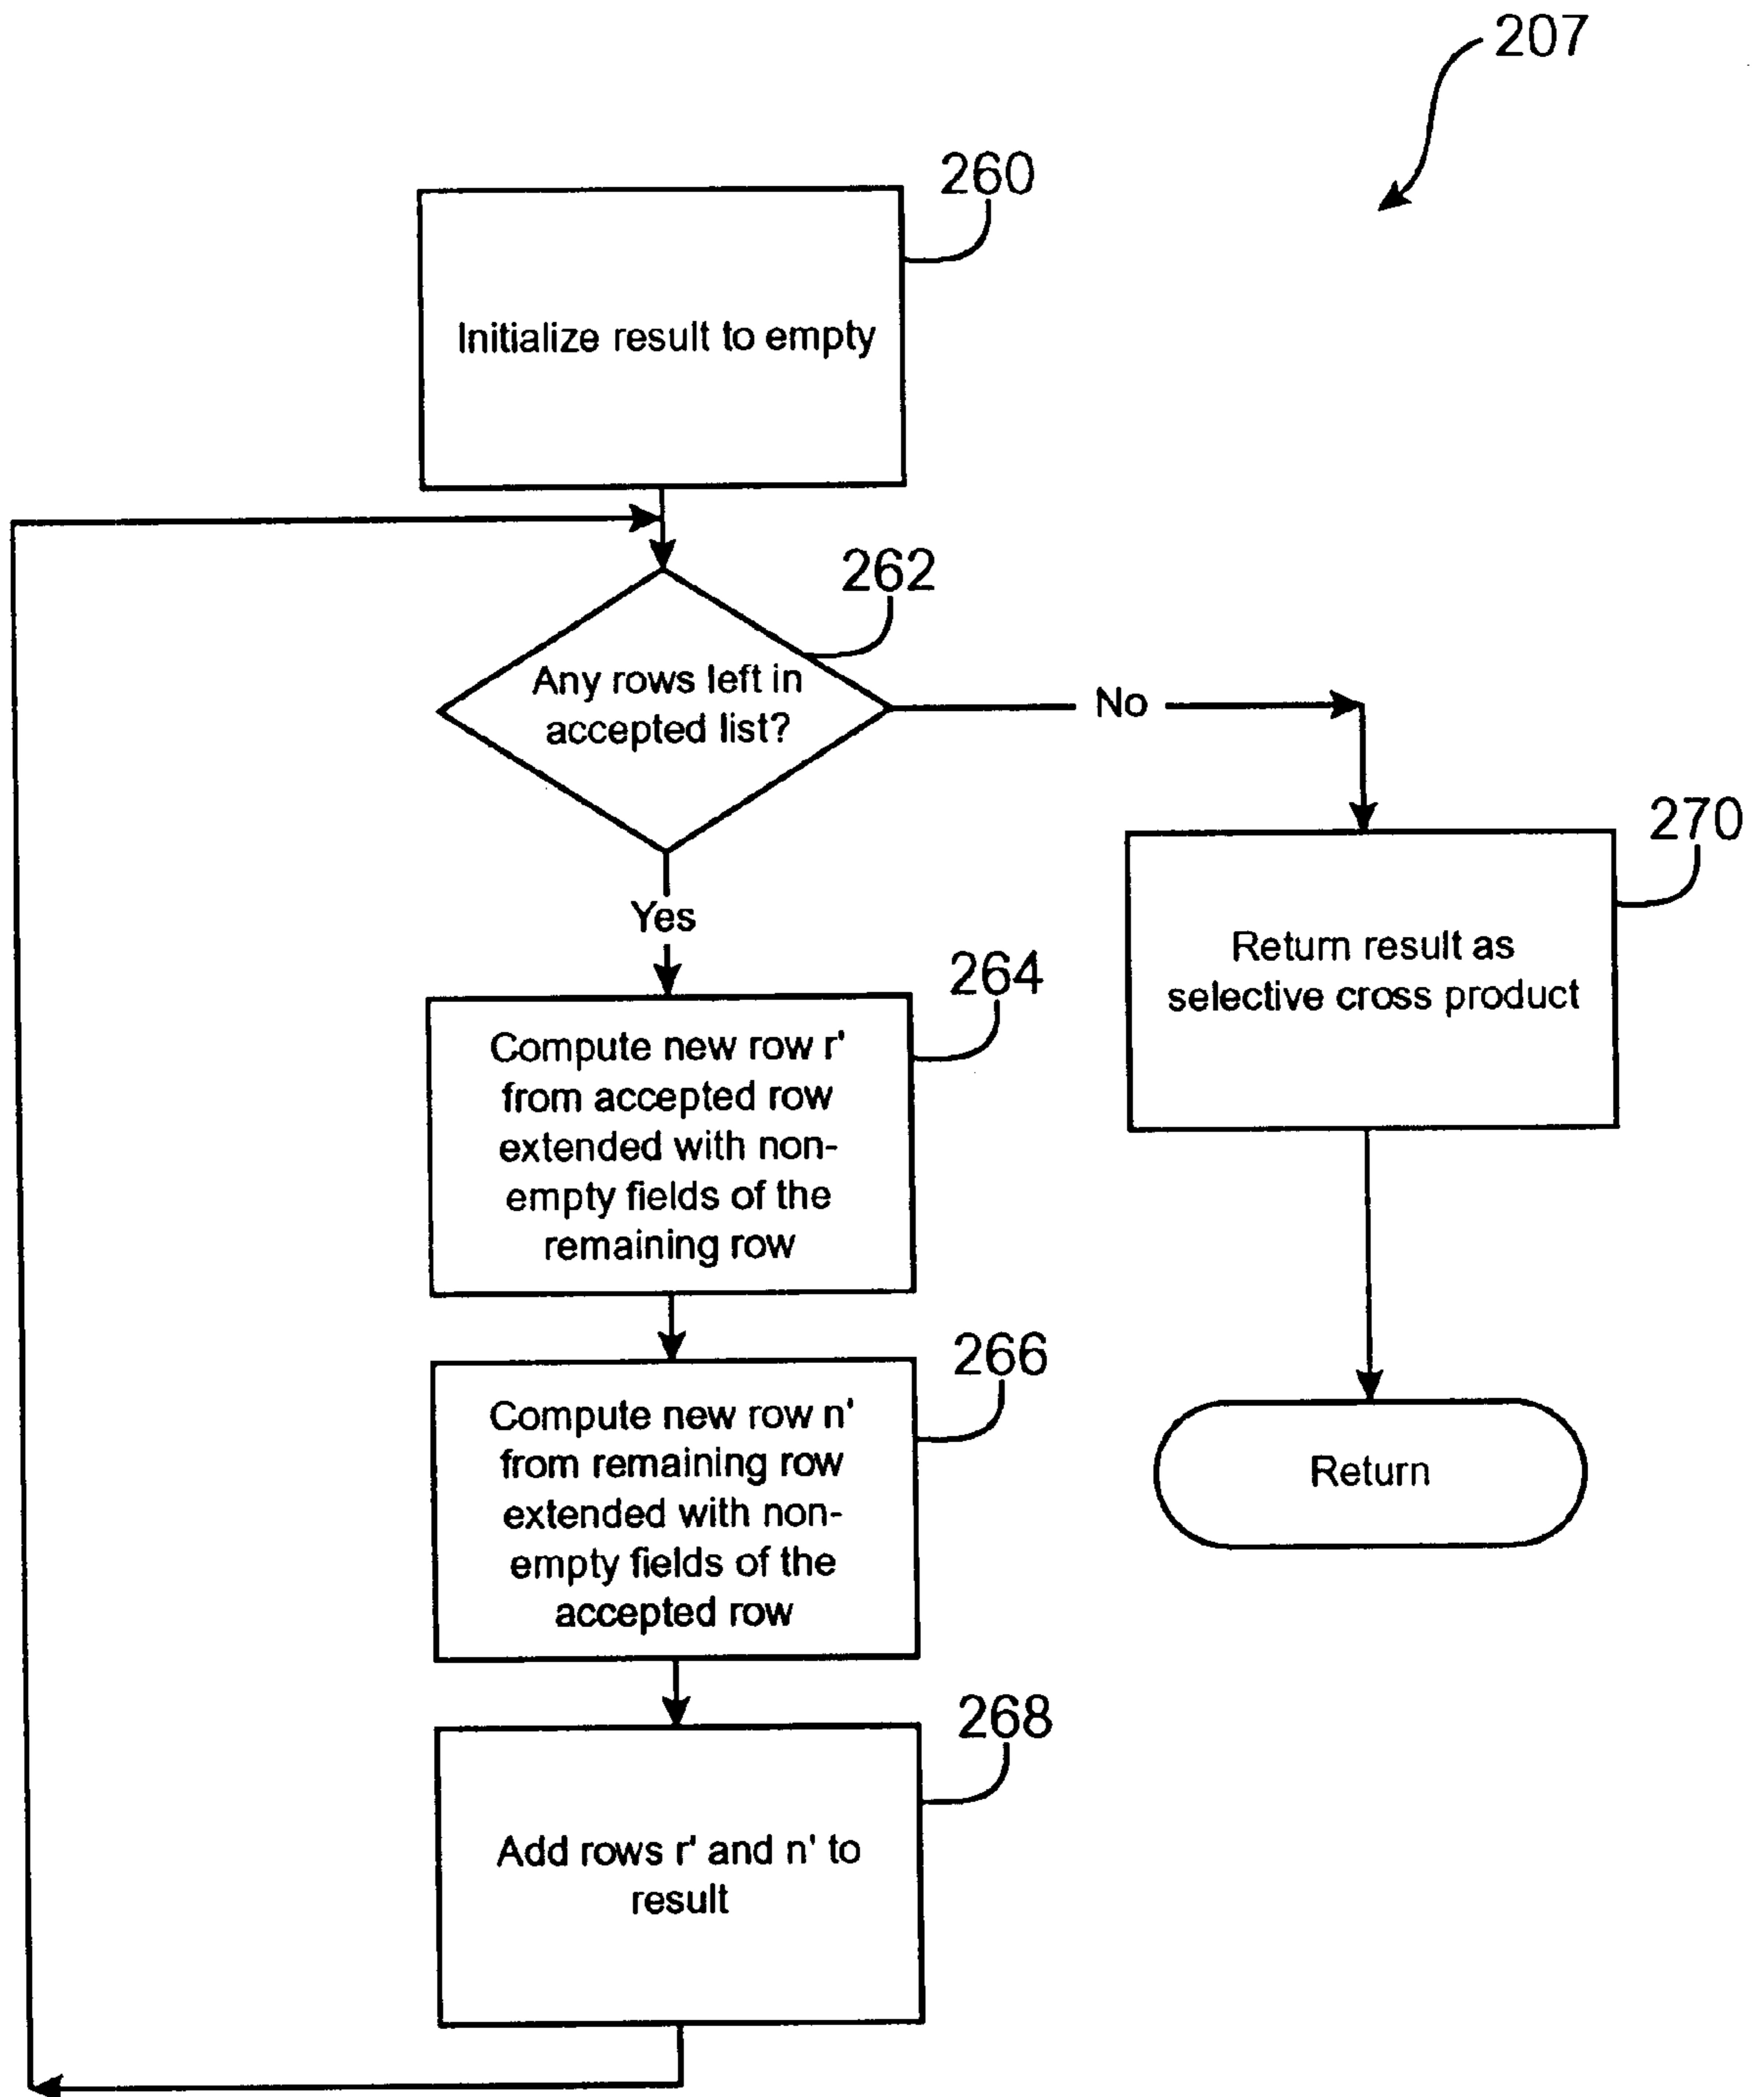 207
260
Initialize result to empty
262
Any rows left in
accepted list?
No
Yes
270
Return result as
selective cross product
264
Compute new row r'
from accepted row
extended with non-
empty fields of the
remaining row
266
Compute new row n'
from remaining row
extended with non-
empty fields of the
accepted row
Return
268
Add rows r' and n' to
result